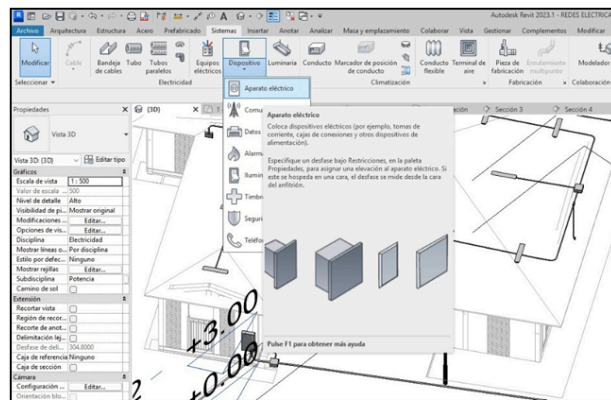 Autodesk Revit 2023.1 - REDES ELECTRICA
Archivo Arquitectura Estructura Acero Prefabricado Sistemas Insertar Anotar Analizar Masa y emplazamiento Colaborar Vista Gestionar Complementos Modificar
Modificar
Cable
Bandeja de cables
Tubo
Tubos paralelos
Equipos eléctricos
Dispositivo
Luminaria
Conducto
Marcador de posición de conducto
Conducto flexible
Terminal de aire
Pieza de fabricación
Enrutamiento multipunto
Modelador
Seleccionar
Electricidad
Climatización
Fabricación
Colaboración de
Aparato eléctrico
Comu
Datos
Alarm
Ilumin
Timbr
Seguri
Teléfo
Aparato eléctrico
Coloca dispositivos eléctricos (por ejemplo, tomas de
corriente, cajas de conexiones y otros dispositivos de
alimentación).
Especifique un desfase bajo Restricciones, en la paleta
Propiedades, para asignar una elevación al aparato eléctrico. Si
este se hospeda en una cara, el desfase se mide desde la cara
del anfitrión.
Pulse F1 para obtener más ayuda
Propiedades
{3D}
ción
Sección 3
Sección 4
Vista 3D
Vista 3D: {3D}
Editar tipo
Gráficos
Escala de vista 1 : 500
Valor de escala ... 500
Nivel de detalle Alto
Visibilidad de pi... Mostrar original
Modificaciones ... Editar...
Opciones de vis... Editar...
Disciplina Electricidad
Mostrar líneas o... Por disciplina
Estilo por defec... Ninguno
Mostrar rejillas Editar...
Subdisciplina Potencia
Camino de sol
Extensión
Recortar vista
Región de recor...
Recorte de anot...
Delimitación lej...
Desfase de deli... 304.8000
Caja de referencia Ninguno
Caja de sección
Cámara
Configuración ... Editar...
Orientación blo...
+3.00
+0.00
2